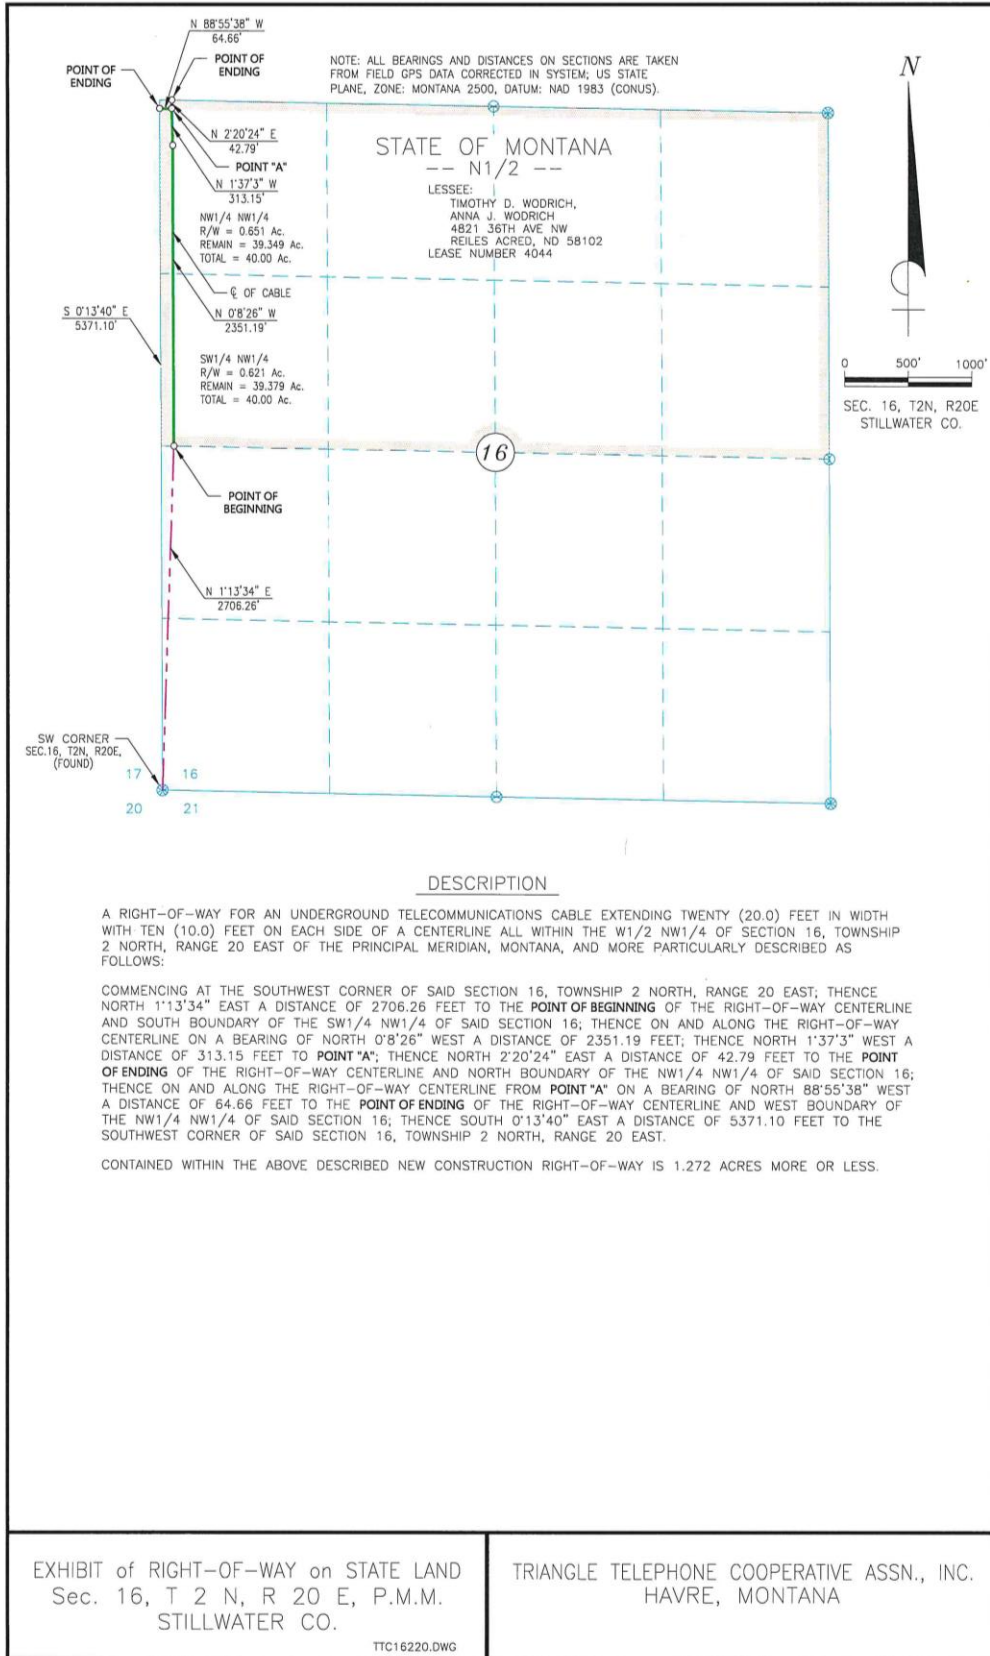 N 88°55'38" W
64.66'
POINT OF
ENDING
POINT OF
ENDING
NOTE: ALL BEARINGS AND DISTANCES ON SECTIONS ARE TAKEN
FROM FIELD GPS DATA CORRECTED IN SYSTEM; US STATE
PLANE, ZONE: MONTANA 2500, DATUM: NAD 1983 (CONUS).
N
N 2°20'24" E
42.79'
POINT "A"
N 1°37'3" W
313.15'
STATE OF MONTANA
-- N1/2 --
LESSEE:
TIMOTHY D. WODRICH,
ANNA J. WODRICH
4821 36TH AVE NW
REILES ACRED, ND 58102
LEASE NUMBER 4044
NW1/4 NW1/4
R/W = 0.651 Ac.
REMAIN = 39.349 Ac.
TOTAL = 40.00 Ac.
℄ OF CABLE
N 0°8'26" W
2351.19'
S 0°13'40" E
5371.10'
SW1/4 NW1/4
R/W = 0.621 Ac.
REMAIN = 39.379 Ac.
TOTAL = 40.00 Ac.
0 500' 1000'
SEC. 16, T2N, R20E
STILLWATER CO.
16
POINT OF
BEGINNING
N 1°13'34" E
2706.26'
SW CORNER
SEC.16, T2N, R20E,
(FOUND)
17 16
20 21
DESCRIPTION
A RIGHT-OF-WAY FOR AN UNDERGROUND TELECOMMUNICATIONS CABLE EXTENDING TWENTY (20.0) FEET IN WIDTH
WITH TEN (10.0) FEET ON EACH SIDE OF A CENTERLINE ALL WITHIN THE W1/2 NW1/4 OF SECTION 16, TOWNSHIP
2 NORTH, RANGE 20 EAST OF THE PRINCIPAL MERIDIAN, MONTANA, AND MORE PARTICULARLY DESCRIBED AS
FOLLOWS:
COMMENCING AT THE SOUTHWEST CORNER OF SAID SECTION 16, TOWNSHIP 2 NORTH, RANGE 20 EAST; THENCE
NORTH 1°13'34" EAST A DISTANCE OF 2706.26 FEET TO THE POINT OF BEGINNING OF THE RIGHT-OF-WAY CENTERLINE
AND SOUTH BOUNDARY OF THE SW1/4 NW1/4 OF SAID SECTION 16; THENCE ON AND ALONG THE RIGHT-OF-WAY
CENTERLINE ON A BEARING OF NORTH 0°8'26" WEST A DISTANCE OF 2351.19 FEET; THENCE NORTH 1°37'3" WEST A
DISTANCE OF 313.15 FEET TO POINT "A"; THENCE NORTH 2°20'24" EAST A DISTANCE OF 42.79 FEET TO THE POINT
OF ENDING OF THE RIGHT-OF-WAY CENTERLINE AND NORTH BOUNDARY OF THE NW1/4 NW1/4 OF SAID SECTION 16;
THENCE ON AND ALONG THE RIGHT-OF-WAY CENTERLINE FROM POINT "A" ON A BEARING OF NORTH 88°55'38" WEST
A DISTANCE OF 64.66 FEET TO THE POINT OF ENDING OF THE RIGHT-OF-WAY CENTERLINE AND WEST BOUNDARY OF
THE NW1/4 NW1/4 OF SAID SECTION 16; THENCE SOUTH 0°13'40" EAST A DISTANCE OF 5371.10 FEET TO THE
SOUTHWEST CORNER OF SAID SECTION 16, TOWNSHIP 2 NORTH, RANGE 20 EAST.
CONTAINED WITHIN THE ABOVE DESCRIBED NEW CONSTRUCTION RIGHT-OF-WAY IS 1.272 ACRES MORE OR LESS.
EXHIBIT of RIGHT-OF-WAY on STATE LAND
Sec. 16, T 2 N, R 20 E, P.M.M.
STILLWATER CO.
TTC16220.DWG
TRIANGLE TELEPHONE COOPERATIVE ASSN., INC.
HAVRE, MONTANA